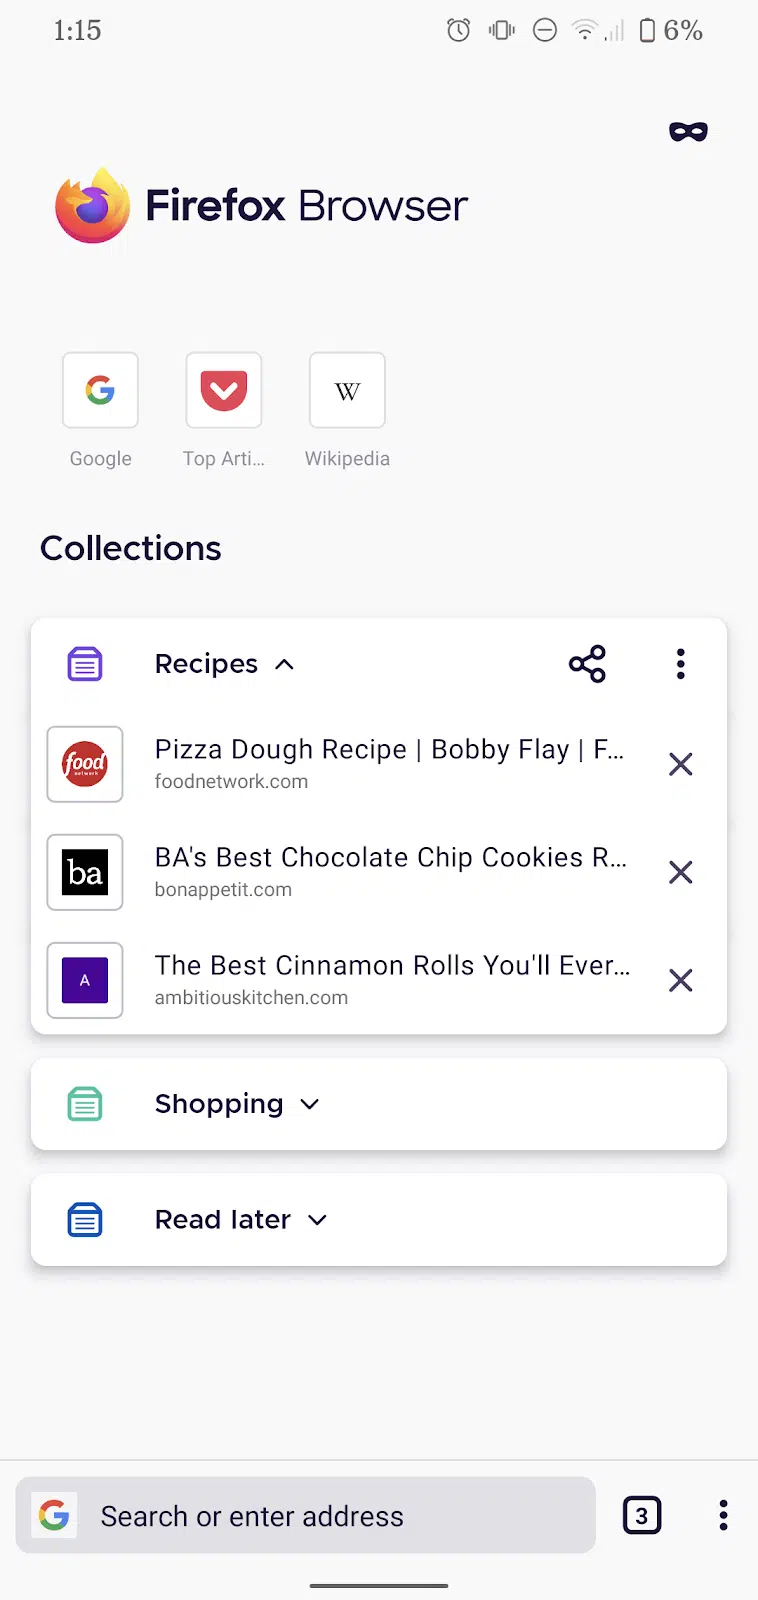 1:15
6%
Firefox Browser
G
W
Google
Top Arti...
Wikipedia
Collections
Recipes
food
network
Pizza Dough Recipe | Bobby Flay | F...
foodnetwork.com
ba
BA's Best Chocolate Chip Cookies R...
bonappetit.com
A
The Best Cinnamon Rolls You'll Ever...
ambitiouskitchen.com
Shopping
Read later
G
Search or enter address
3